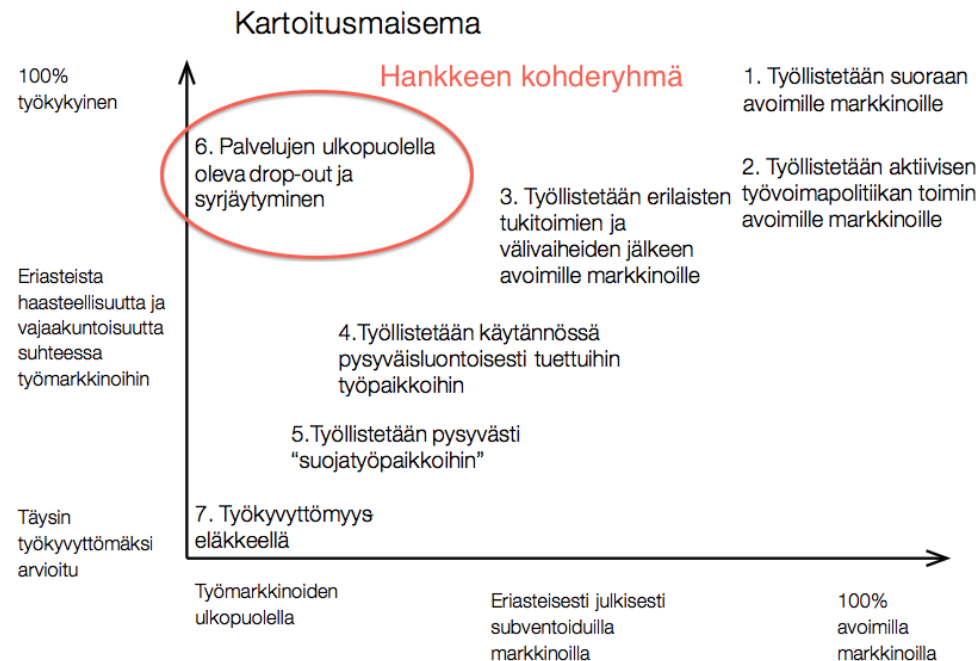 Kartoitusmaisema
Hankkeen kohderyhmä
100%
työkykyinen
1. Työllistetään suoraan
avoimille markkinoille
6. Palvelujen ulkopuolella
oleva drop-out ja
syrjäytyminen
2. Työllistetään aktiivisen
työvoimapolitiikan toimin
avoimille markkinoille
3. Työllistetään erilaisten
tukitoimien ja
välivaiheiden jälkeen
avoimille markkinoille
Eriasteista
haasteellisuutta ja
vajaakuntoisuutta
suhteessa
työmarkkinoihin
4.Työllistetään käytännössä
pysyväisluontoisesti tuettuihin
työpaikkoihin
5.Työllistetään pysyvästi
“suojatyöpaikkoihin”
7. Työkyvyttömyys-
eläkkeellä
Täysin
työkyvyttömäksi
arvioitu
Työmarkkinoiden
ulkopuolella
Eriasteisesti julkisesti
subventoiduilla
markkinoilla
100%
avoimilla
markkinoilla